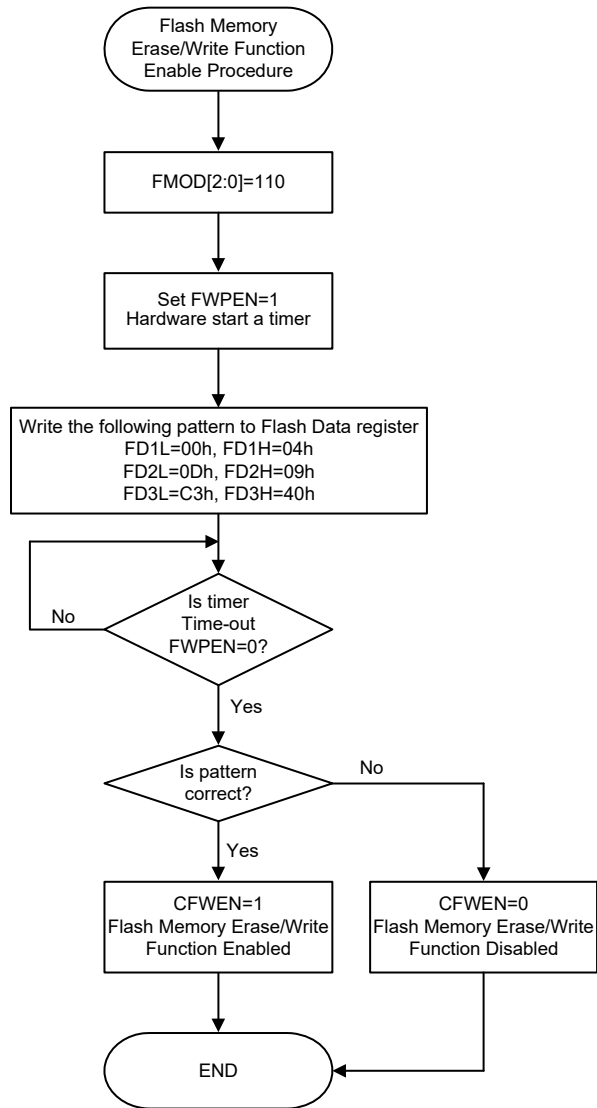 Flash Memory
Erase/Write Function
Enable Procedure
FMOD[2:0]=110
Set FWPEN=1
Hardware start a timer
Write the following pattern to Flash Data register
FD1L=00h, FD1H=04h
FD2L=0Dh, FD2H=09h
FD3L=C3h, FD3H=40h
Is timer
Time-out
FWPEN=0?
No
Yes
Is pattern
correct?
No
Yes
CFWEN=1
Flash Memory Erase/Write
Function Enabled
CFWEN=0
Flash Memory Erase/Write
Function Disabled
END